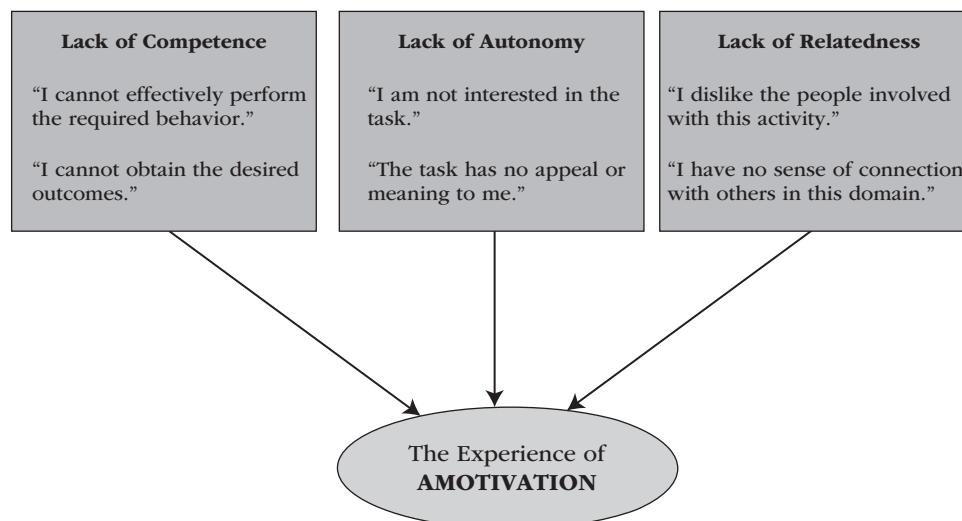 Lack of Competence
“I cannot effectively perform
the required behavior.”
“I cannot obtain the desired
outcomes.”
Lack of Autonomy
“I am not interested in the
task.”
“The task has no appeal or
meaning to me.”
Lack of Relatedness
“I dislike the people involved
with this activity.”
“I have no sense of connection
with others in this domain.”
The Experience of
AMOTIVATION